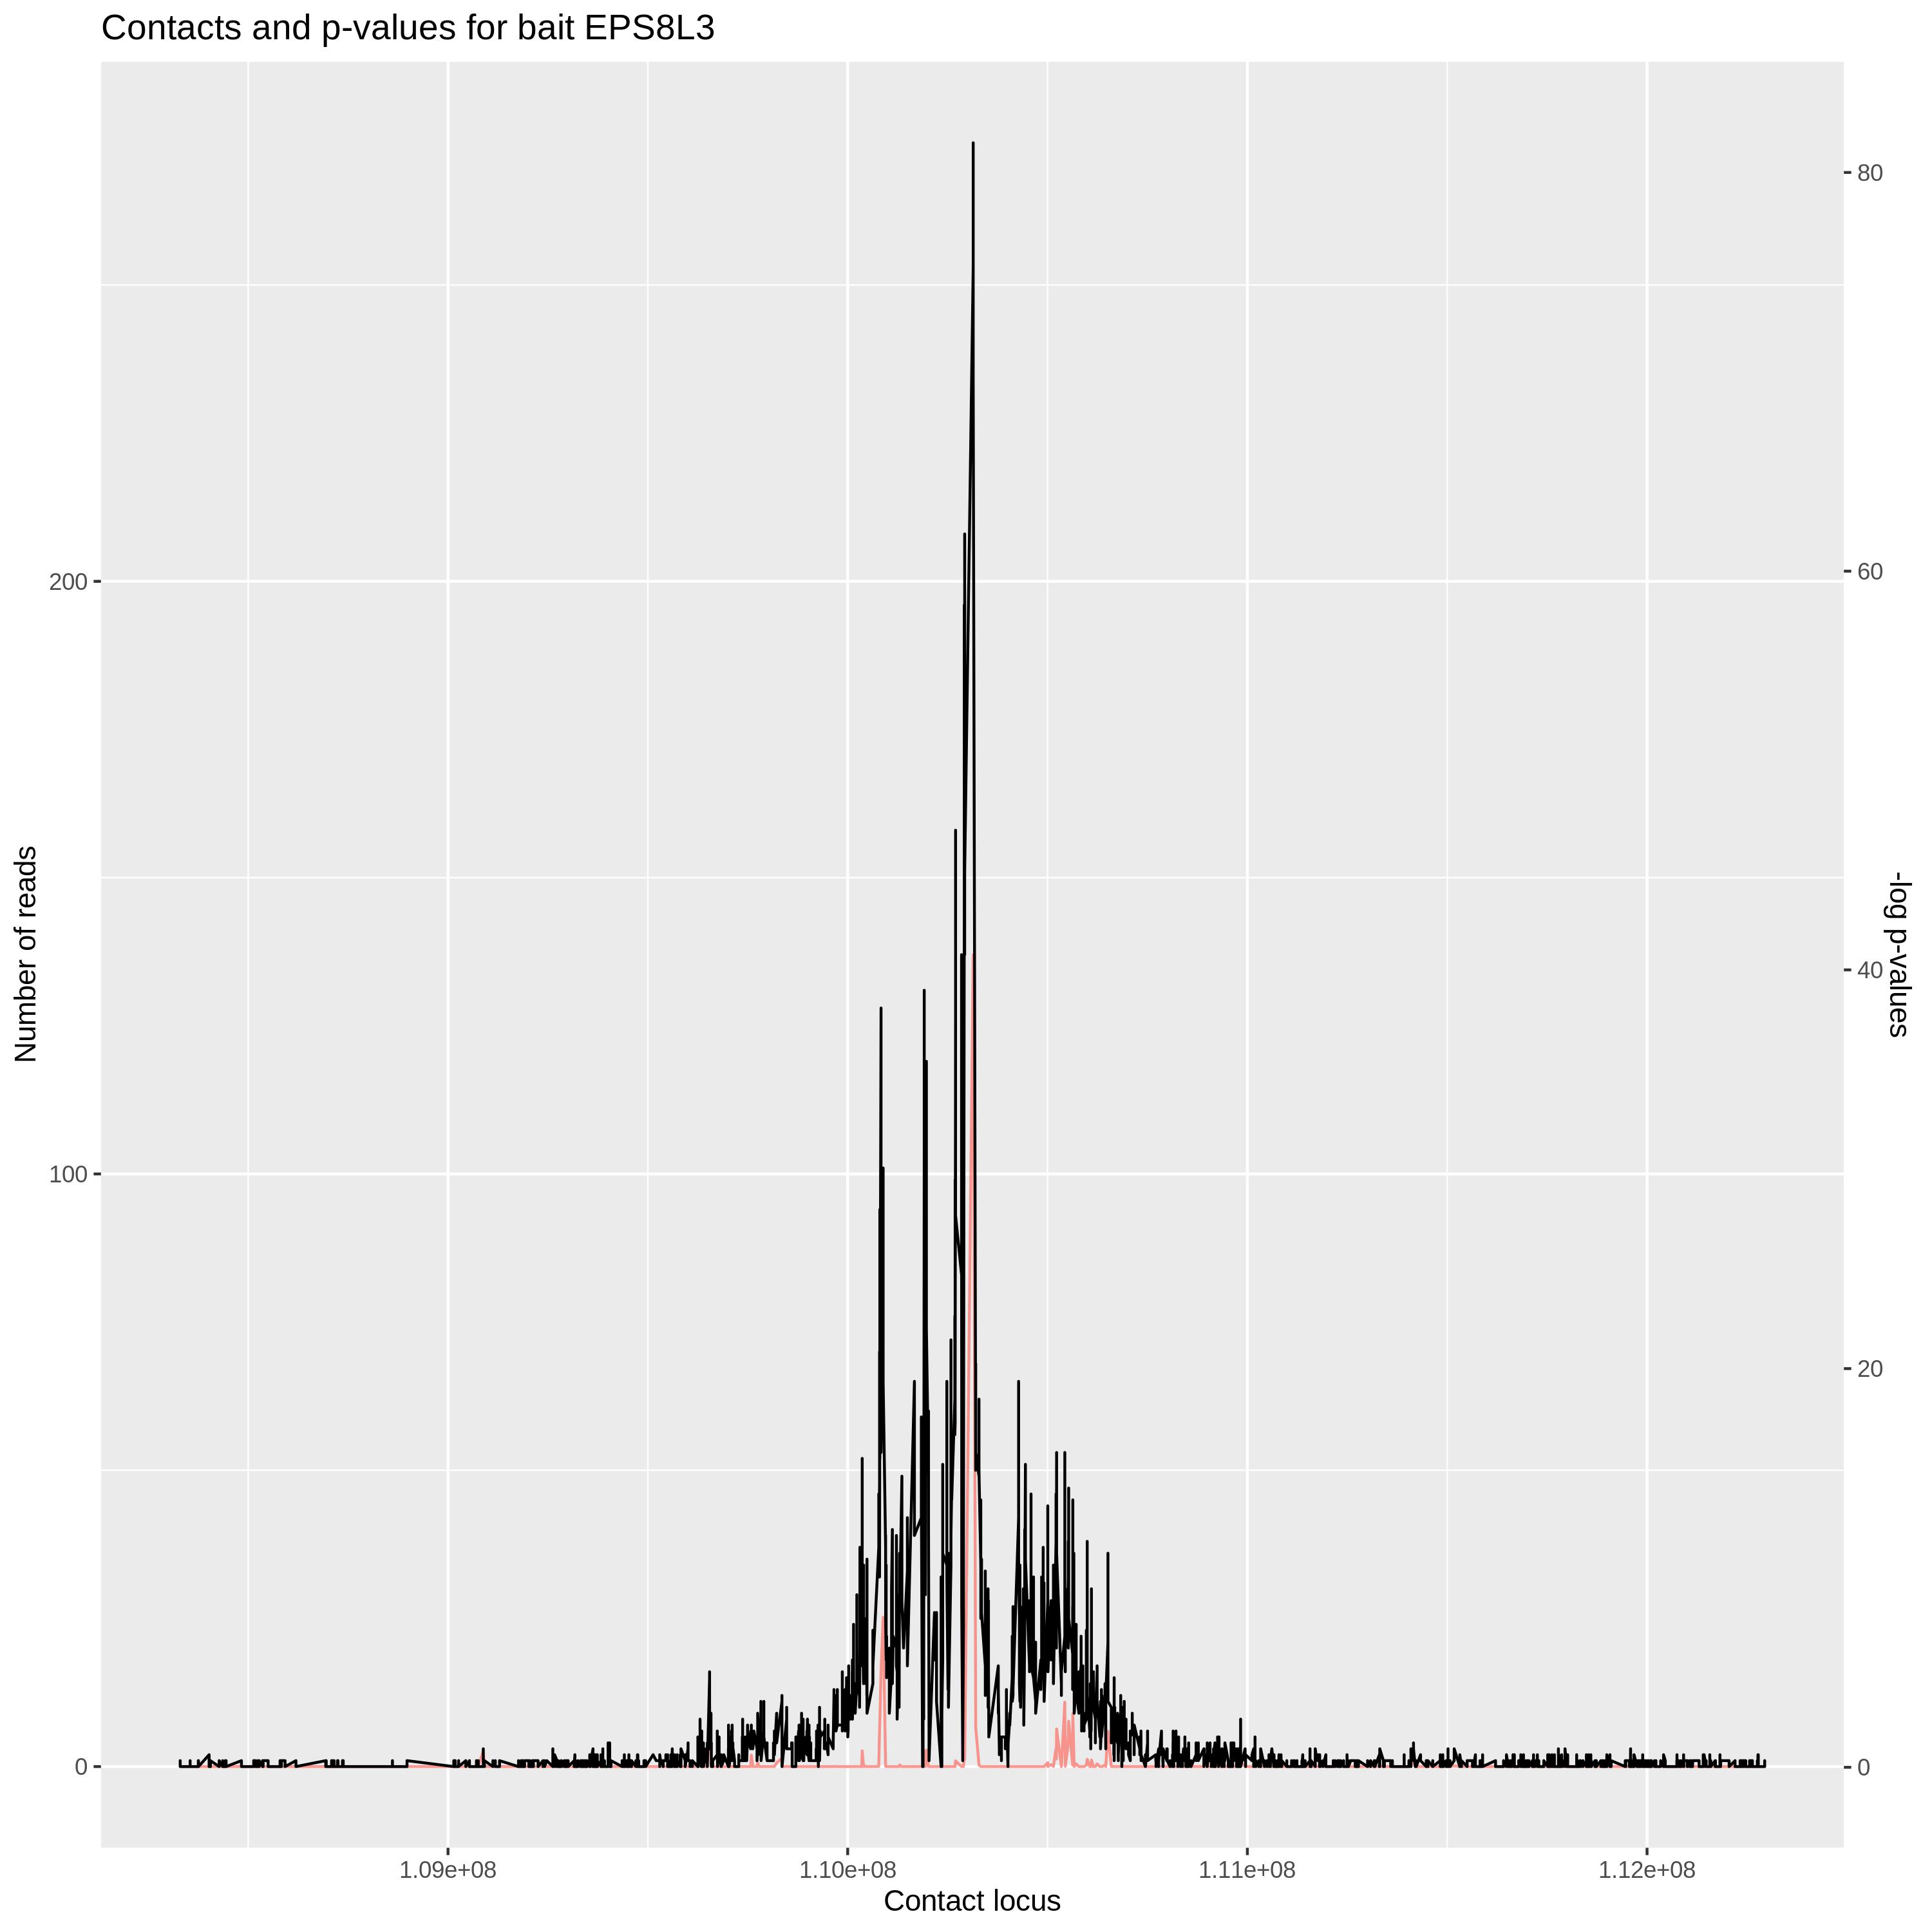 Contacts and p-values for bait EPS8L3
Number of reads
200
100
0
80
60
40
20
0
-log p-values
1.09e+08
1.10e+08
1.11e+08
1.12e+08
Contact locus